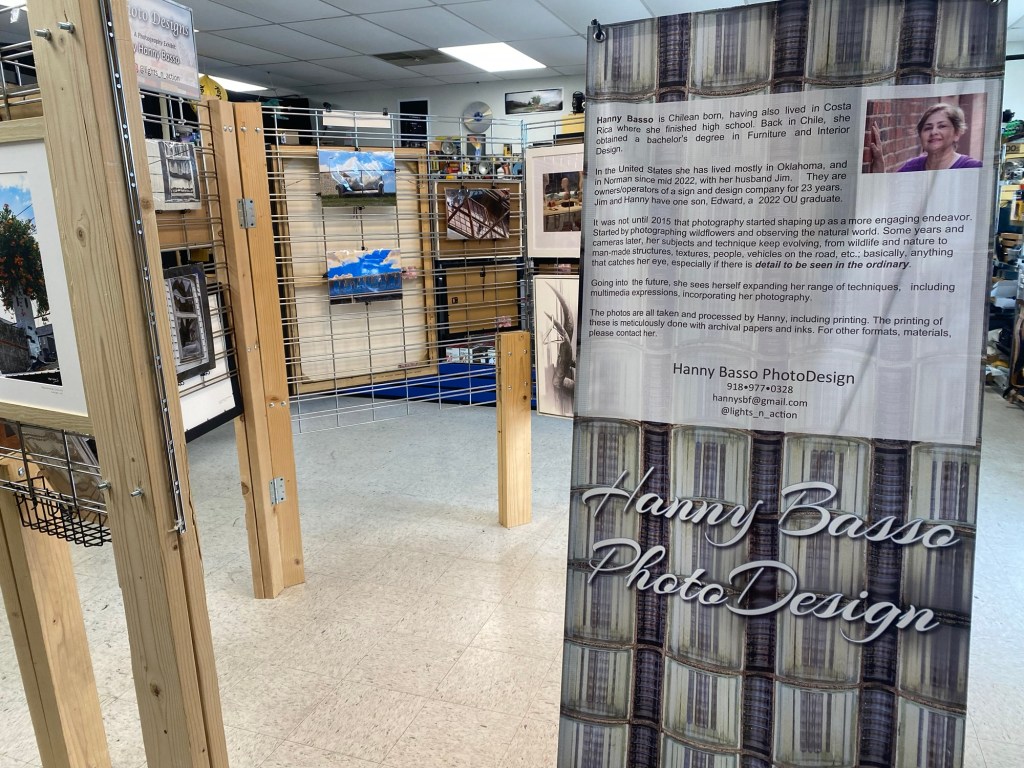 oto Designs
A Photography Exhibit
y Hanny Basso
@lights_n_action
Hanny Basso is Chilean born, having also lived in Costa
Rica where she finished high school. Back in Chile, she
obtained a bachelor's degree in Furniture and Interior
Design.
In the United States she has lived mostly in Oklahoma, and
in Norman since mid 2022, with her husband Jim. They are
owners/operators of a sign and design company for 23 years.
Jim and Hanny have one son, Edward, a 2022 OU graduate.
It was not until 2015 that photography started shaping up as a more engaging endeavor.
Started by photographing wildflowers and observing the natural world. Some years and
cameras later, her subjects and technique keep evolving, from wildlife and nature to
man-made structures, textures, people, vehicles on the road, etc.; basically, anything
that catches her eye, especially if there is detail to be seen in the ordinary.
Going into the future, she sees herself expanding her range of techniques, including
multimedia expressions, incorporating her photography.
The photos are all taken and processed by Hanny, including printing. The printing of
these is meticulously done with archival papers and inks. For other formats, materials,
please contact her.
Hanny Basso PhotoDesign
918•977•0328
hannysbf@gmail.com
@lights_n_action
Hanny Basso
PhotoDesign